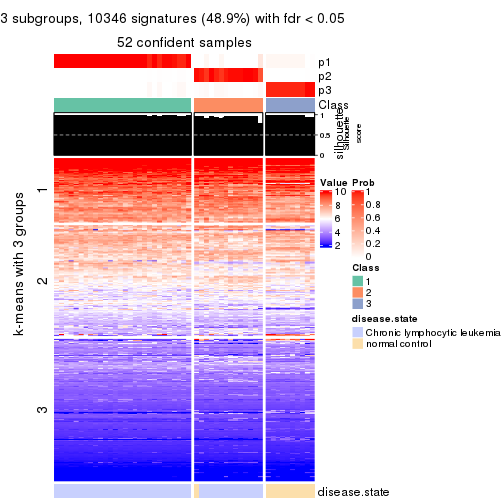 3 subgroups, 10346 signatures (48.9%) with fdr < 0.05
52 confident samples
p1
p2
p3
Class
1
0.5
0
silhouette
Silhouette
score
k-means with 3 groups
1
2
3
Value
10
8
6
4
2
Prob
1
0.8
0.6
0.4
0.2
0
Class
1
2
3
disease.state
Chronic lymphocytic leukemia
normal control
disease.state